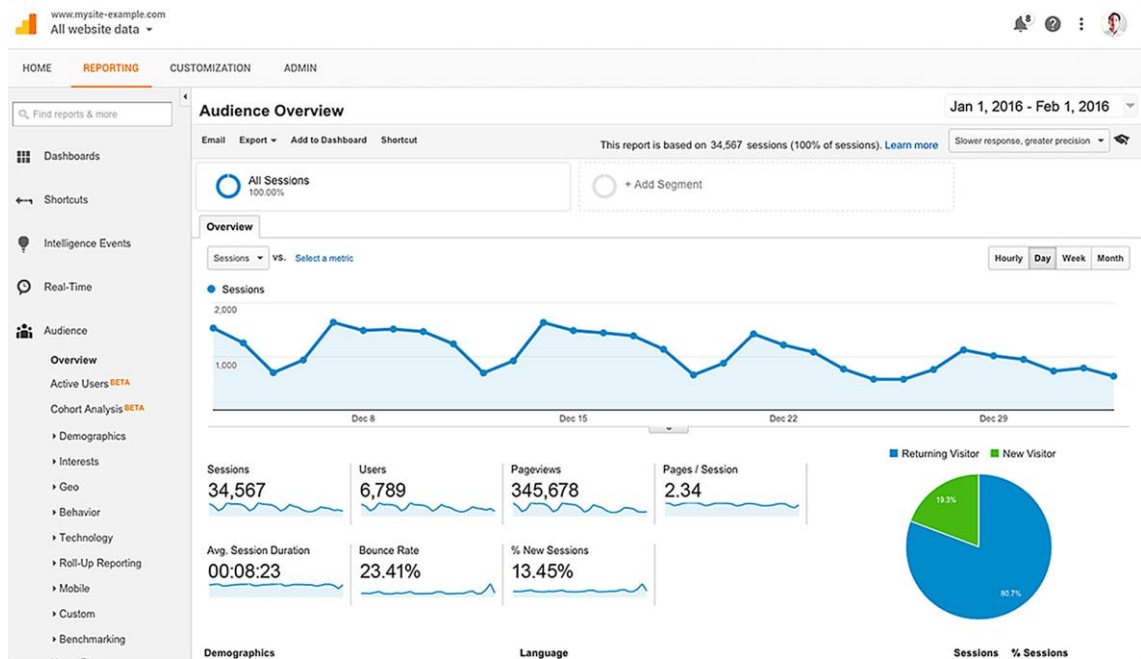 www.mysite-example.com
All website data
8
HOME REPORTING CUSTOMIZATION ADMIN
Find reports & more
Dashboards
Shortcuts
Intelligence Events
Real-Time
Audience
Overview
Active Users BETA
Cohort Analysis BETA
Demographics
Interests
Geo
Behavior
Technology
Roll-Up Reporting
Mobile
Custom
Benchmarking
Audience Overview
Jan 1, 2016 - Feb 1, 2016
Email Export Add to Dashboard Shortcut
This report is based on 34,567 sessions (100% of sessions). Learn more
Slower response, greater precision
All Sessions
100.00%
+ Add Segment
Overview
Sessions VS. Select a metric
Hourly Day Week Month
Sessions
2,000
1,000
Dec 8 Dec 15 Dec 22 Dec 29
Sessions
34,567
Users
6,789
Pageviews
345,678
Pages / Session
2.34
Avg. Session Duration
00:08:23
Bounce Rate
23.41%
% New Sessions
13.45%
Returning Visitor New Visitor
19.3%
80.7%
Demographics Language Sessions % Sessions